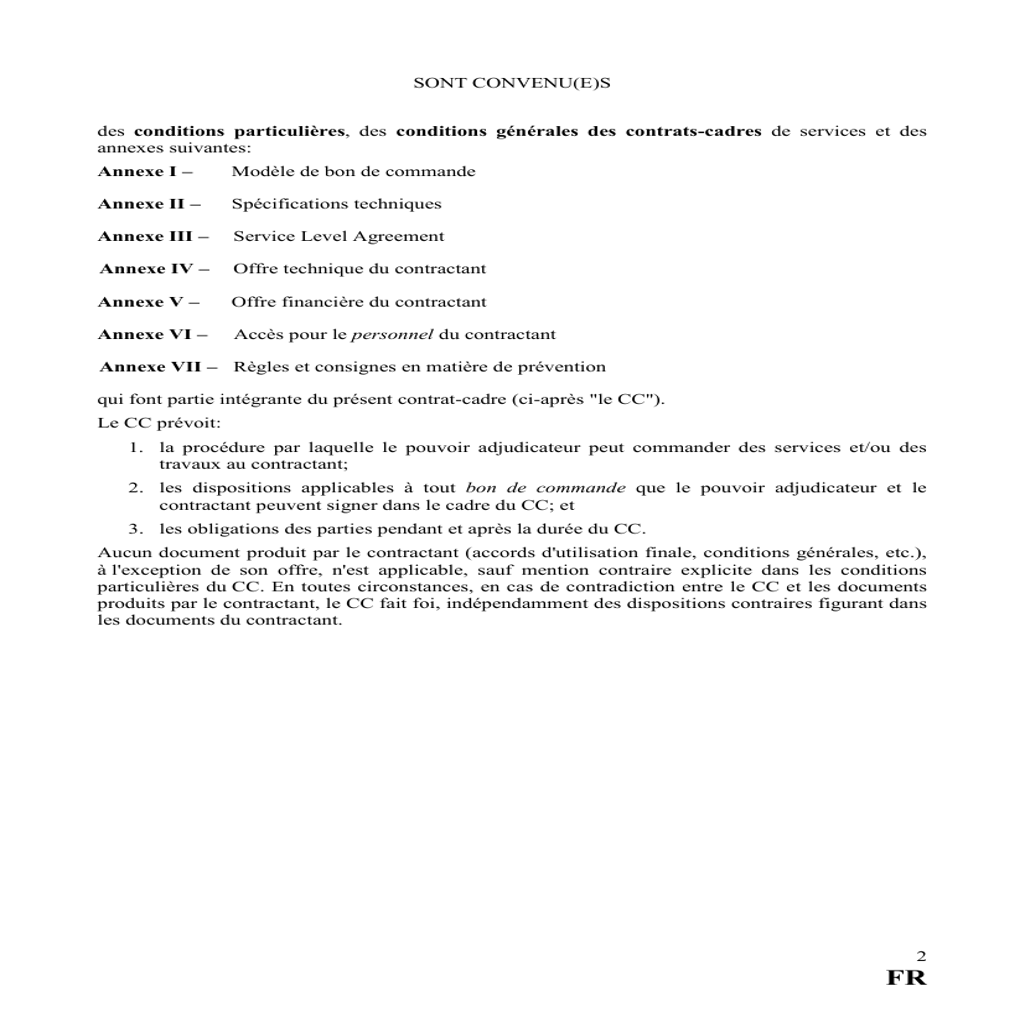 SONT CONVENU(E)S
des conditions particulières, des conditions générales des contrats-cadres de services et des
annexes suivantes:
Annexe I – Modèle de bon de commande
Annexe II – Spécifications techniques
Annexe III – Service Level Agreement
Annexe IV – Offre technique du contractant
Annexe V – Offre financière du contractant
Annexe VI – Accès pour le personnel du contractant
Annexe VII – Règles et consignes en matière de prévention
qui font partie intégrante du présent contrat-cadre (ci-après "le CC").
Le CC prévoit:
1. la procédure par laquelle le pouvoir adjudicateur peut commander des services et/ou des
travaux au contractant;
2. les dispositions applicables à tout bon de commande que le pouvoir adjudicateur et le
contractant peuvent signer dans le cadre du CC; et
3. les obligations des parties pendant et après la durée du CC.
Aucun document produit par le contractant (accords d'utilisation finale, conditions générales, etc.),
à l'exception de son offre, n'est applicable, sauf mention contraire explicite dans les conditions
particulières du CC. En toutes circonstances, en cas de contradiction entre le CC et les documents
produits par le contractant, le CC fait foi, indépendamment des dispositions contraires figurant dans
les documents du contractant.
2
FR